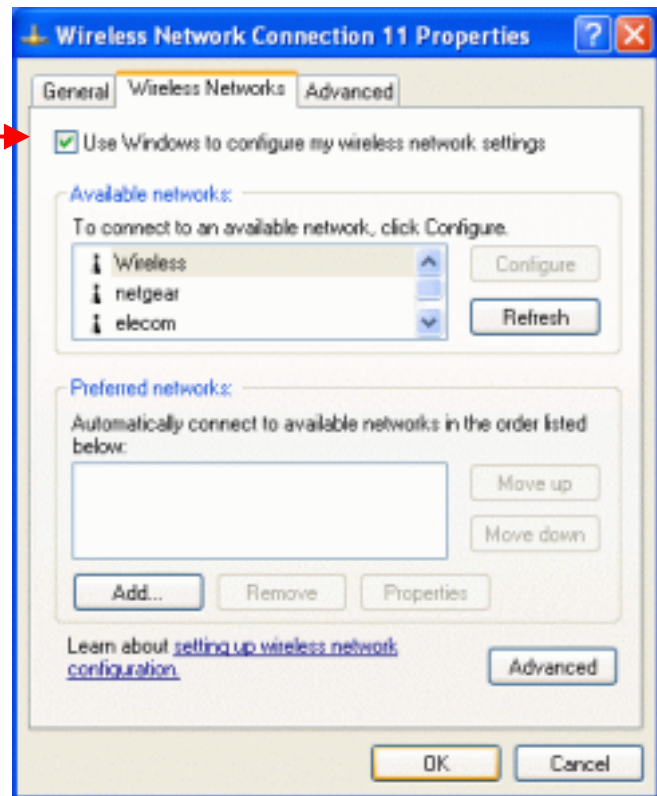 Wireless Network Connection 11 Properties
General Wireless Networks Advanced
Use Windows to configure my wireless network settings
Available networks:
To connect to an available network, click Configure.
Wireless
Configure
netgear
elecom
Refresh
Preferred networks:
Automatically connect to available networks in the order listed
below:
Move up
Move down
Add... Remove Properties
Learn about setting up wireless network
configuration.
Advanced
OK Cancel